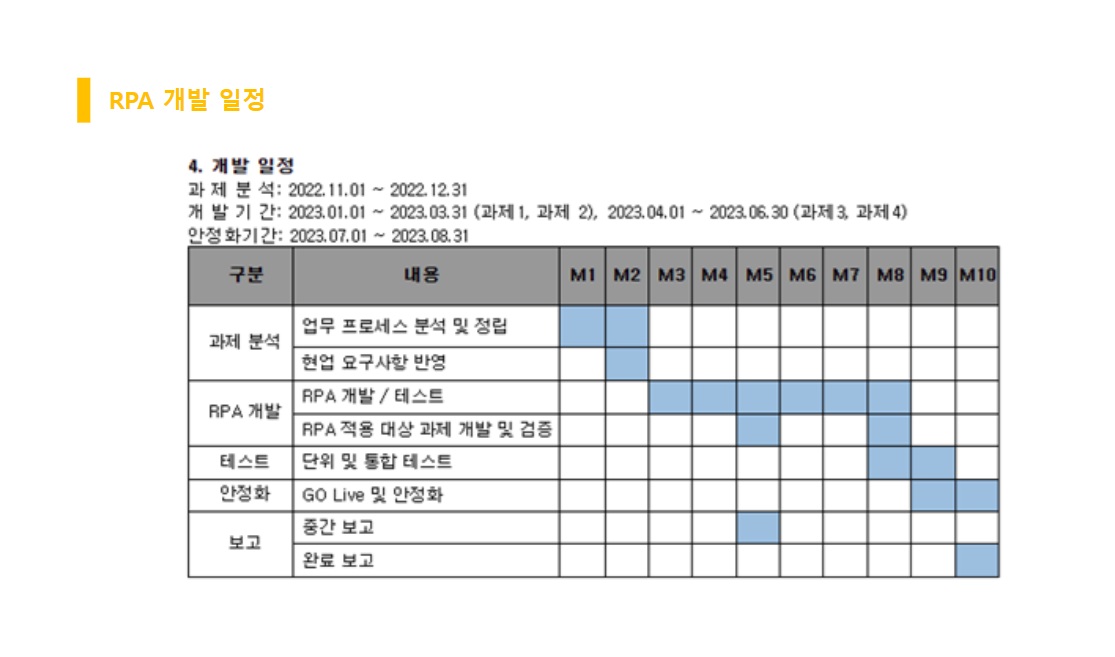 RPA 개발 일정
4. 개발 일정
과 제 분 석: 2022.11.01 ~ 2022.12.31
개 발 기 간: 2023.01.01 ~ 2023.03.31 (과제1, 과제 2), 2023.04.01 ~ 2023.06.30 (과제3, 과제4)
안정화기간: 2023.07.01 ~ 2023.08.31
구분 내용 M1 M2 M3 M4 M5 M6 M7 M8 M9 M10
과제 분석 업무 프로세스 분석 및 정립
현업 요구사항 반영
RPA 개발 RPA 개발 / 테스트
RPA 적용 대상 과제 개발 및 검증
테스트 단위 및 통합 테스트
안정화 GO Live 및 안정화
보고 중간 보고
완료 보고